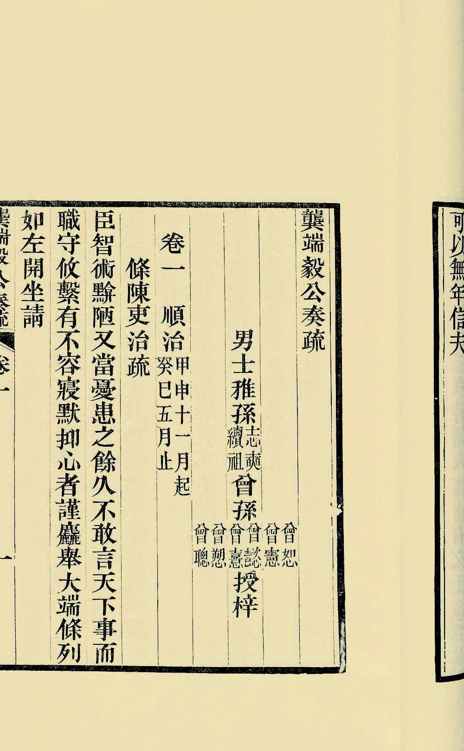 可以無年信夫
龔端毅公奏疏
男士雅孫志奭續祖曾孫曾恕曾憲曾懿曾憙曾愬曾聰授梓
卷一 順治甲申十一月起癸巳五月止
條陳吏治疏
臣智術黭陋又當憂患之餘久不敢言天下事而
職守攸繫有不容寢默抑心者謹麤舉大端條列
如左開坐請
龔端毅公奏疏 卷一 一